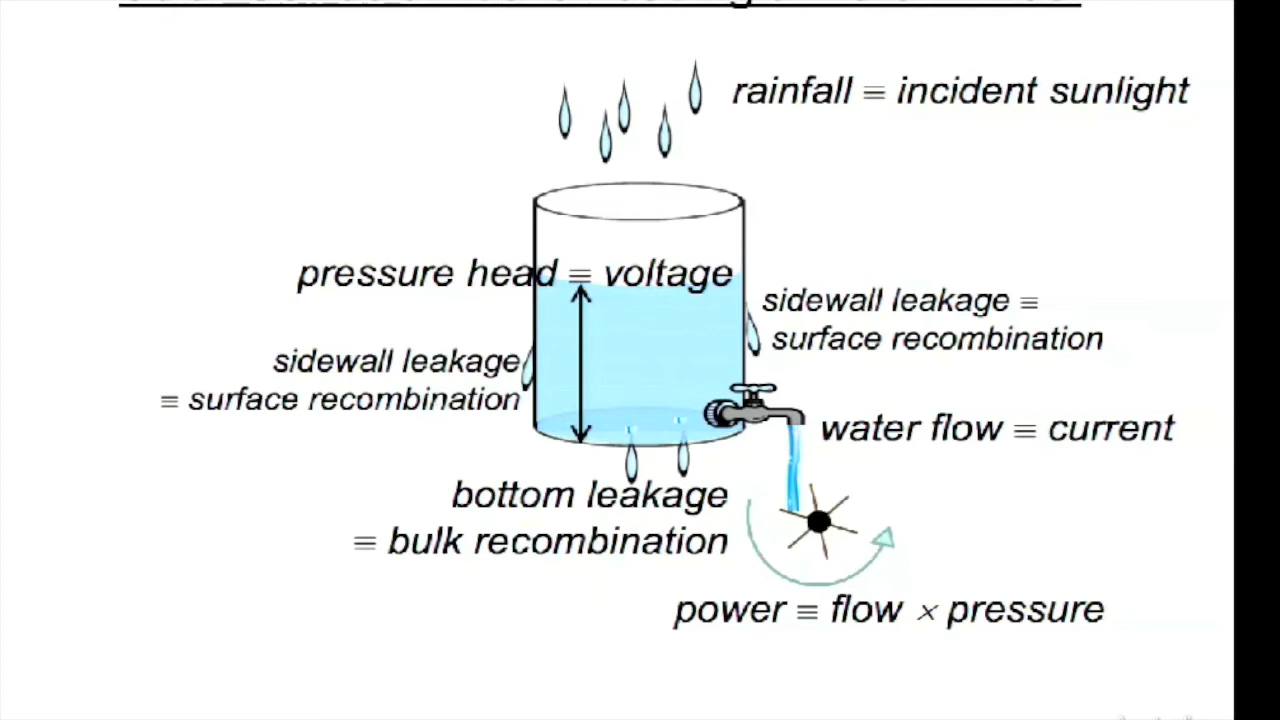 rainfall ≡ incident sunlight
pressure head ≡ voltage
sidewall leakage ≡
surface recombination
sidewall leakage
≡ surface recombination
water flow ≡ current
bottom leakage
≡ bulk recombination
power ≡ flow × pressure